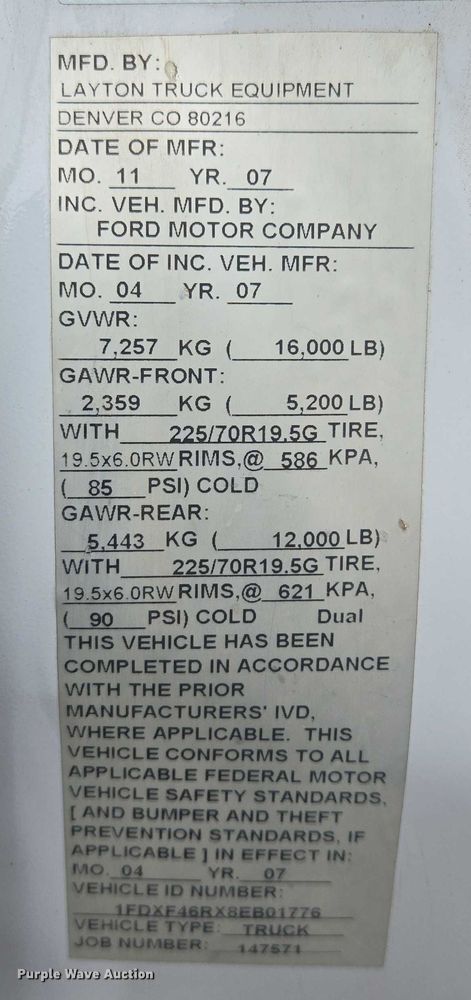 MFD. BY:
LAYTON TRUCK EQUIPMENT
DENVER CO 80216
DATE OF MFR:
MO. 11 YR. 07
INC. VEH. MFD. BY:
FORD MOTOR COMPANY
DATE OF INC. VEH. MFR:
MO. 04 YR. 07
GVWR:
7,257 KG ( 16,000 LB)
GAWR-FRONT:
2,359 KG ( 5,200 LB)
WITH 225/70R19.5G TIRE,
19.5x6.0RW RIMS,@ 586 KPA,
( 85 PSI) COLD
GAWR-REAR:
5,443 KG ( 12,000 LB)
WITH 225/70R19.5G TIRE,
19.5x6.0RW RIMS,@ 621 KPA,
( 90 PSI) COLD Dual
THIS VEHICLE HAS BEEN
COMPLETED IN ACCORDANCE
WITH THE PRIOR
MANUFACTURERS' IVD,
WHERE APPLICABLE. THIS
VEHICLE CONFORMS TO ALL
APPLICABLE FEDERAL MOTOR
VEHICLE SAFETY STANDARDS,
[ AND BUMPER AND THEFT
PREVENTION STANDARDS, IF
APPLICABLE ] IN EFFECT IN:
MO. 04 YR. 07
VEHICLE ID NUMBER:
1FDXF46RX8EB01776
VEHICLE TYPE: TRUCK
JOB NUMBER: 147571
Purple Wave Auction